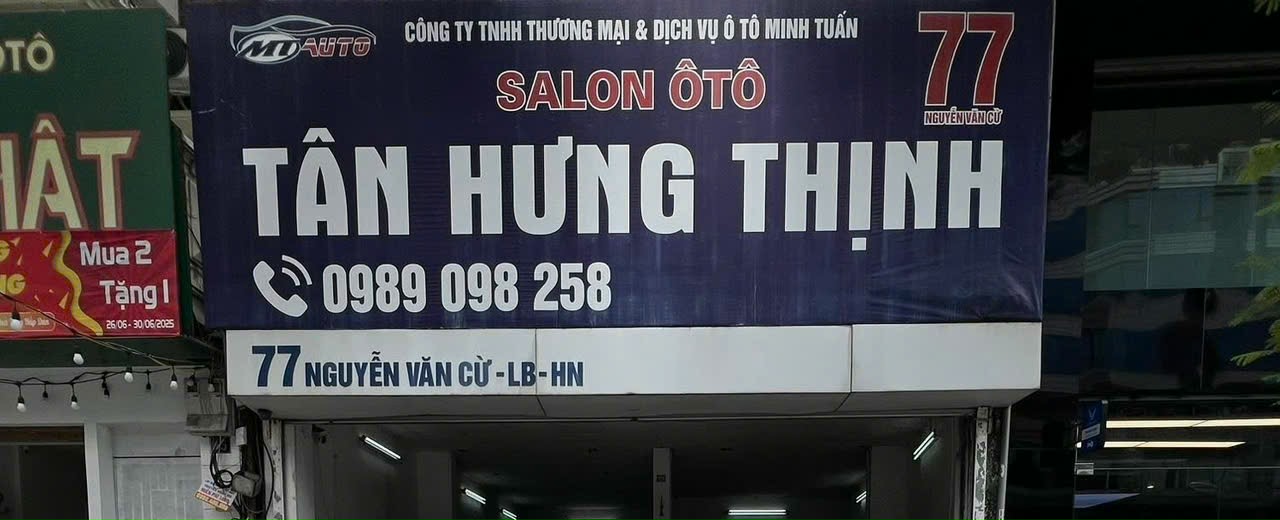 ÔTÔ
HẬT
Mua 2
Tặng 1
26/06 - 30/06/2025
MT AUTO
CÔNG TY TNHH THƯƠNG MẠI & DỊCH VỤ Ô TÔ MINH TUẤN
77
NGUYỄN VĂN CỪ
SALON ÔTÔ
TÂN HƯNG THỊNH
0989 098 258
77 NGUYỄN VĂN CỪ - LB - HN